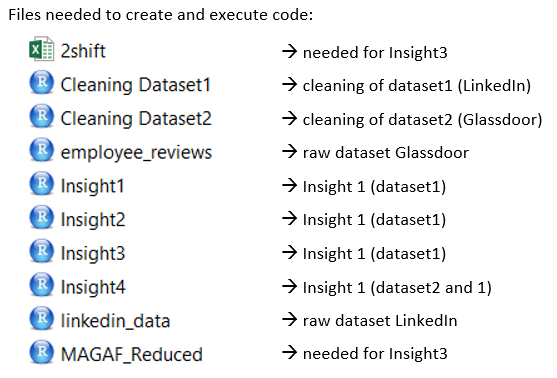 Files needed to create and execute code:
2shift → needed for Insight3
Cleaning Dataset1 → cleaning of dataset1 (LinkedIn)
Cleaning Dataset2 → cleaning of dataset2 (Glassdoor)
employee_reviews → raw dataset Glassdoor
Insight1 → Insight 1 (dataset1)
Insight2 → Insight 1 (dataset1)
Insight3 → Insight 1 (dataset1)
Insight4 → Insight 1 (dataset2 and 1)
linkedin_data → raw dataset LinkedIn
MAGAF_Reduced → needed for Insight3